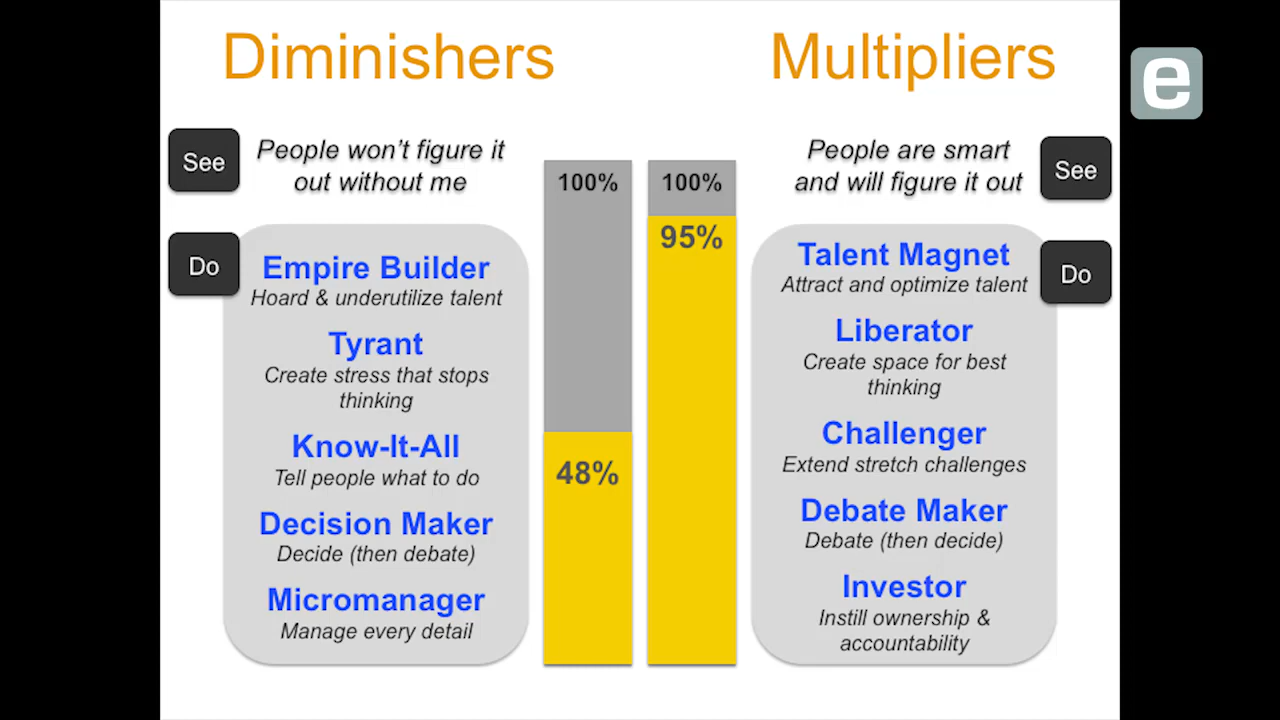 Diminishers
Multipliers
e
See
People won't figure it
out without me
100%
100%
People are smart
and will figure it out
See
Do
Empire Builder
Hoard & underutilize talent
Tyrant
Create stress that stops
thinking
Know-It-All
Tell people what to do
Decision Maker
Decide (then debate)
Micromanager
Manage every detail
48%
95%
Talent Magnet
Attract and optimize talent
Do
Liberator
Create space for best
thinking
Challenger
Extend stretch challenges
Debate Maker
Debate (then decide)
Investor
Instill ownership &
accountability